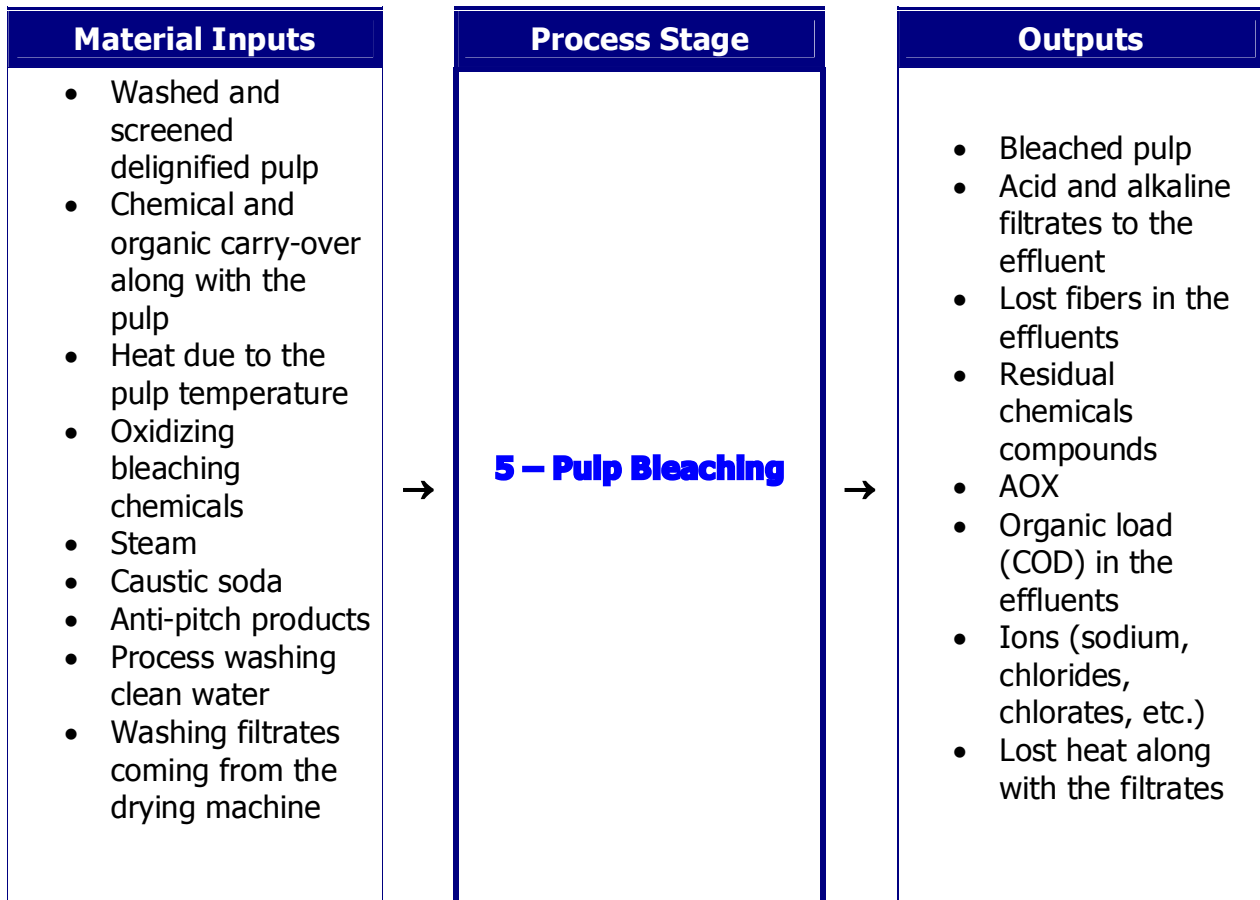 Material Inputs
• Washed and
screened
delignified pulp
• Chemical and
organic carry-over
along with the
pulp
• Heat due to the
pulp temperature
• Oxidizing
bleaching
chemicals
• Steam
• Caustic soda
• Anti-pitch products
• Process washing
clean water
• Washing filtrates
coming from the
drying machine
→
Process Stage
5 – Pulp Bleaching
→
Outputs
• Bleached pulp
• Acid and alkaline
filtrates to the
effluent
• Lost fibers in the
effluents
• Residual
chemicals
compounds
• AOX
• Organic load
(COD) in the
effluents
• Ions (sodium,
chlorides,
chlorates, etc.)
• Lost heat along
with the filtrates